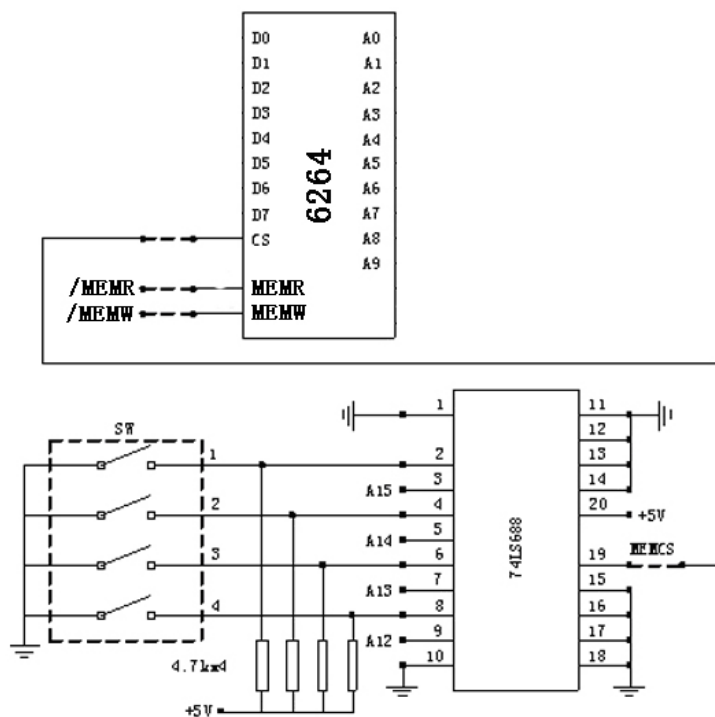 D0 A0
D1 A1
D2 A2
D3 A3
D4 A4
D5 A5
D6 A6
D7 A7
CS A8
A9
6264
/MEMR MEMR
/MEMW MEMW
SW
1
2
3
4
4.7k×4
+5V
1 11
12
2 13
A15 3 14
4 20 +5V
A14 5
6 19 MEMCS
A13 7 15
8 16
A12 9 17
10 18
74LS688